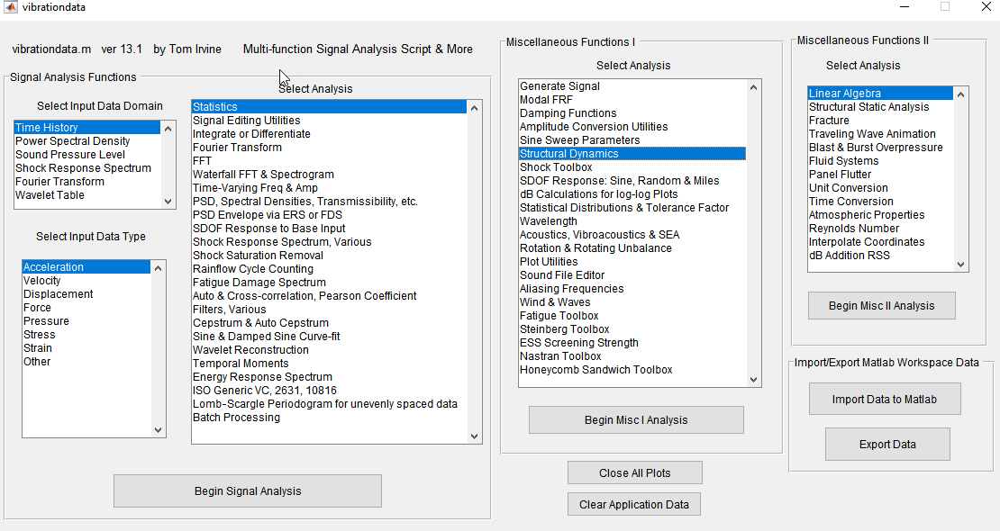 vibrationdata
vibrationdata.m ver 13.1 by Tom Irvine Multi-function Signal Analysis Script & More
Signal Analysis Functions
Select Input Data Domain
Time History
Power Spectral Density
Sound Pressure Level
Shock Response Spectrum
Fourier Transform
Wavelet Table
Select Input Data Type
Acceleration
Velocity
Displacement
Force
Pressure
Stress
Strain
Other
Select Analysis
Statistics
Signal Editing Utilities
Integrate or Differentiate
Fourier Transform
FFT
Waterfall FFT & Spectrogram
Time-Varying Freq & Amp
PSD, Spectral Densities, Transmissibility, etc.
PSD Envelope via ERS or FDS
SDOF Response to Base Input
Shock Response Spectrum, Various
Shock Saturation Removal
Rainflow Cycle Counting
Fatigue Damage Spectrum
Auto & Cross-correlation, Pearson Coefficient
Filters, Various
Cepstrum & Auto Cepstrum
Sine & Damped Sine Curve-fit
Wavelet Reconstruction
Temporal Moments
Energy Response Spectrum
ISO Generic VC, 2631, 10816
Lomb-Scargle Periodogram for unevenly spaced data
Batch Processing
Begin Signal Analysis
Miscellaneous Functions I
Select Analysis
Generate Signal
Modal FRF
Damping Functions
Amplitude Conversion Utilities
Sine Sweep Parameters
Structural Dynamics
Shock Toolbox
SDOF Response: Sine, Random & Miles
dB Calculations for log-log Plots
Statistical Distributions & Tolerance Factor
Wavelength
Acoustics, Vibroacoustics & SEA
Rotation & Rotating Unbalance
Plot Utilities
Sound File Editor
Aliasing Frequencies
Wind & Waves
Fatigue Toolbox
Steinberg Toolbox
ESS Screening Strength
Nastran Toolbox
Honeycomb Sandwich Toolbox
Begin Misc I Analysis
Close All Plots
Clear Application Data
Miscellaneous Functions II
Select Analysis
Linear Algebra
Structural Static Analysis
Fracture
Traveling Wave Animation
Blast & Burst Overpressure
Fluid Systems
Panel Flutter
Unit Conversion
Time Conversion
Atmospheric Properties
Reynolds Number
Interpolate Coordinates
dB Addition RSS
Begin Misc II Analysis
Import/Export Matlab Workspace Data
Import Data to Matlab
Export Data